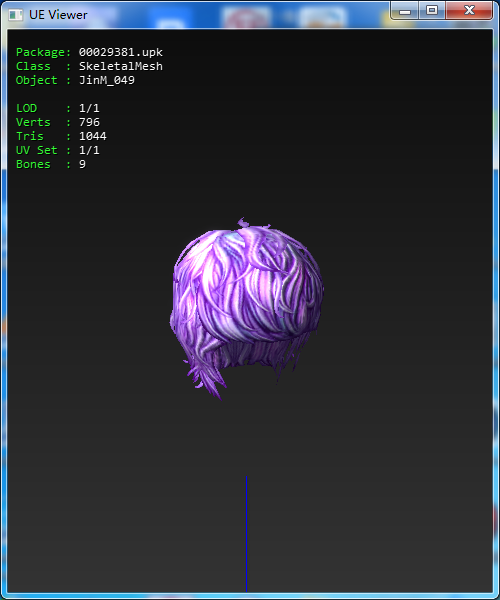 UE Viewer
Package: 00029381.upk
Class : SkeletalMesh
Object : JinM_049
LOD : 1/1
Verts : 796
Tris : 1044
UV Set : 1/1
Bones : 9